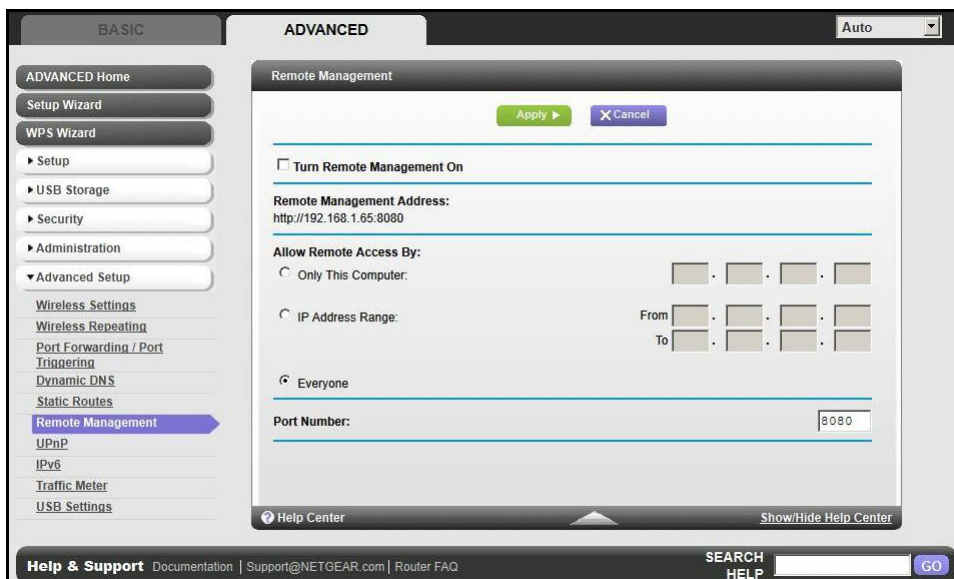 BASIC
ADVANCED
Auto
ADVANCED Home
Setup Wizard
WPS Wizard
Setup
USB Storage
Security
Administration
Advanced Setup
Wireless Settings
Wireless Repeating
Port Forwarding / Port
Triggering
Dynamic DNS
Static Routes
Remote Management
UPnP
IPv6
Traffic Meter
USB Settings
Remote Management
Apply
X Cancel
Turn Remote Management On
Remote Management Address:
http://192.168.1.65:8080
Allow Remote Access By:
Only This Computer:
. . .
IP Address Range:
From . . .
To . . .
Everyone
Port Number:
8080
? Help Center
Show/Hide Help Center
Help & Support Documentation | Support@NETGEAR.com | Router FAQ
SEARCH
HELP
GO